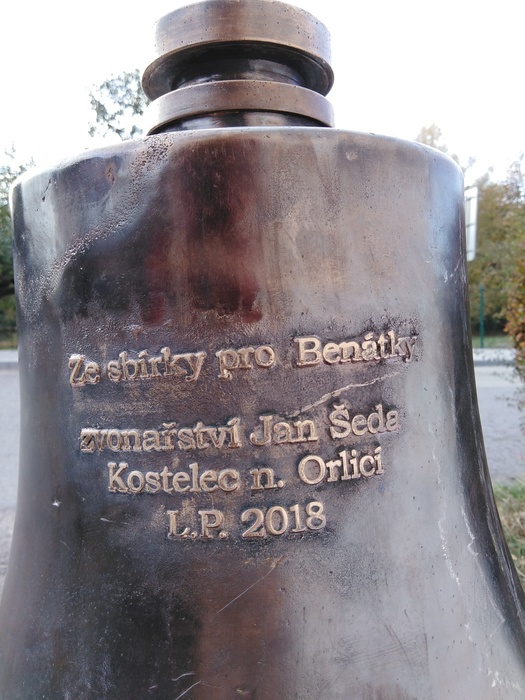 Ze sbírky pro Benátky
zvonařství Jan Šeda
Kostelec n. Orlicí
L.P. 2018